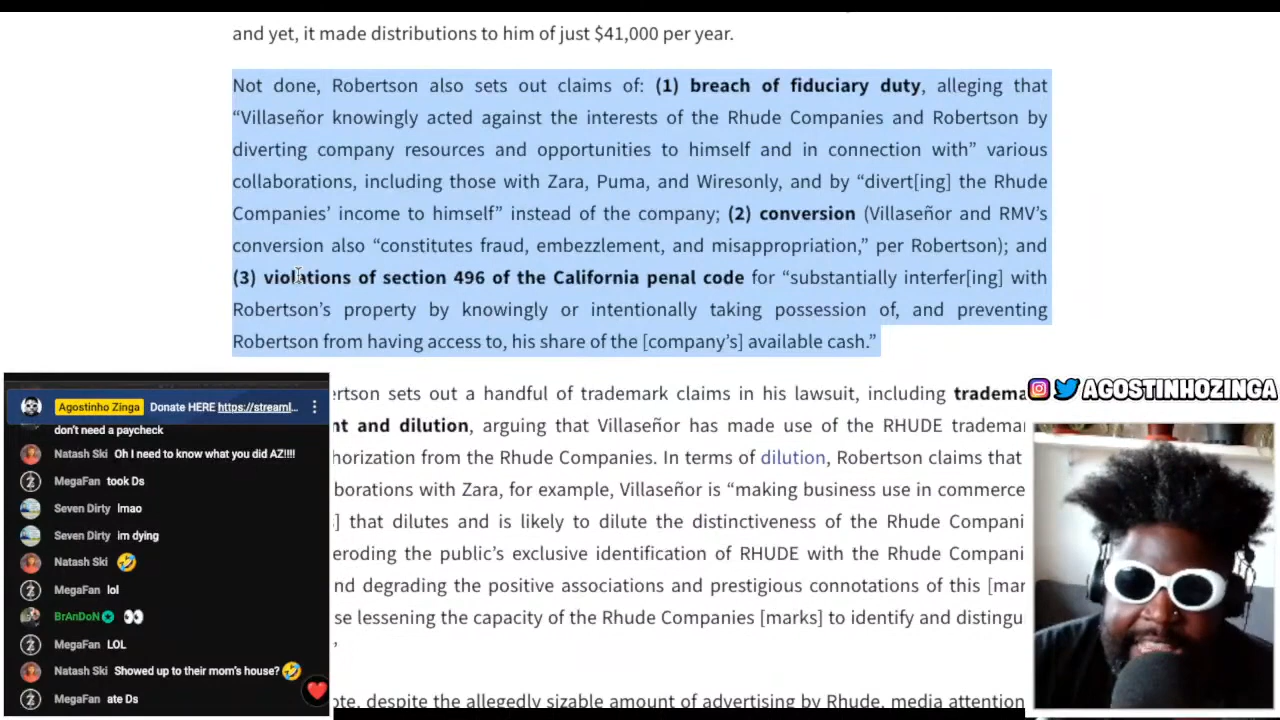 and yet, it made distributions to him of just $41,000 per year.
Not done, Robertson also sets out claims of: (1) breach of fiduciary duty, alleging that
“Villaseñor knowingly acted against the interests of the Rhude Companies and Robertson by
diverting company resources and opportunities to himself and in connection with” various
collaborations, including those with Zara, Puma, and Wiresonly, and by “divert[ing] the Rhude
Companies’ income to himself” instead of the company; (2) conversion (Villaseñor and RMV’s
conversion also “constitutes fraud, embezzlement, and misappropriation,” per Robertson); and
(3) violations of section 496 of the California penal code for “substantially interfer[ing] with
Robertson’s property by knowingly or intentionally taking possession of, and preventing
Robertson from having access to, his share of the [company’s] available cash.”
ertson sets out a handful of trademark claims in his lawsuit, including tradema
nt and dilution, arguing that Villaseñor has made use of the RHUDE tradema
horization from the Rhude Companies. In terms of dilution, Robertson claims that
borations with Zara, for example, Villaseñor is “making business use in commerce
] that dilutes and is likely to dilute the distinctiveness of the Rhude Compani
eroding the public’s exclusive identification of RHUDE with the Rhude Compani
nd degrading the positive associations and prestigious connotations of this [mar
se lessening the capacity of the Rhude Companies [marks] to identify and distingu
ote, despite the allegedly sizable amount of advertising by Rhude, media attention
Agostinho Zinga Donate HERE https://streaml...
don’t need a paycheck
Natash Ski Oh I need to know what you did AZ!!!!
MegaFan took Ds
Seven Dirty lmao
Seven Dirty im dying
Natash Ski 🤣
MegaFan lol
BrAnDoN 👀
MegaFan LOL
Natash Ski Showed up to their mom’s house? 🤣
MegaFan ate Ds
AGOSTINHOZINGA